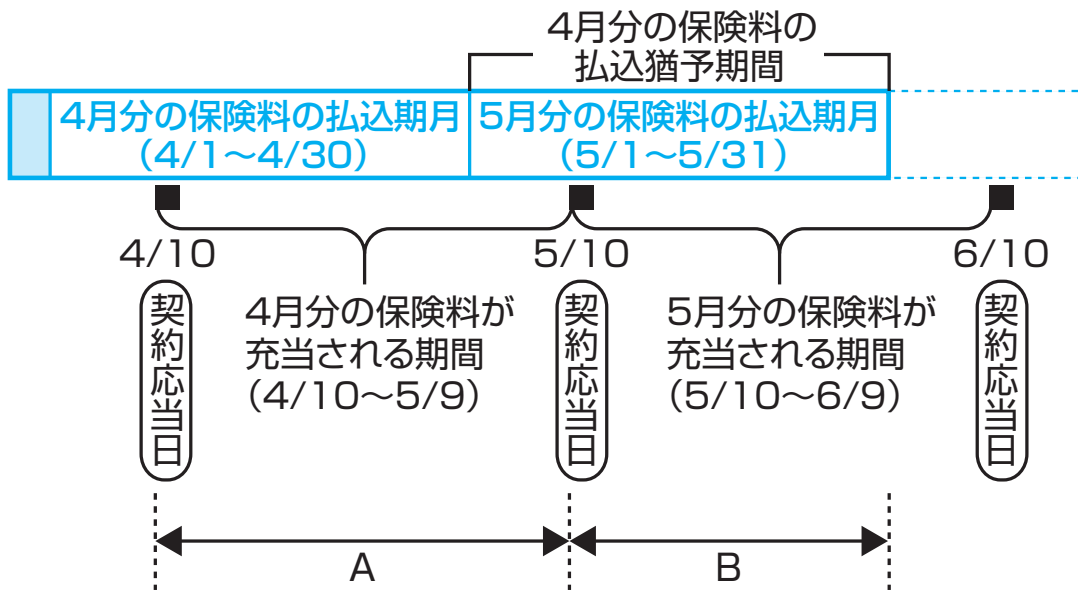 4月分の保険料の
払込猶予期間
4月分の保険料の払込期月
（4/1～4/30）
5月分の保険料の払込期月
（5/1～5/31）
4/10
5/10
6/10
契約応当日
4月分の保険料が
充当される期間
（4/10～5/9）
契約応当日
5月分の保険料が
充当される期間
（5/10～6/9）
契約応当日
A
B